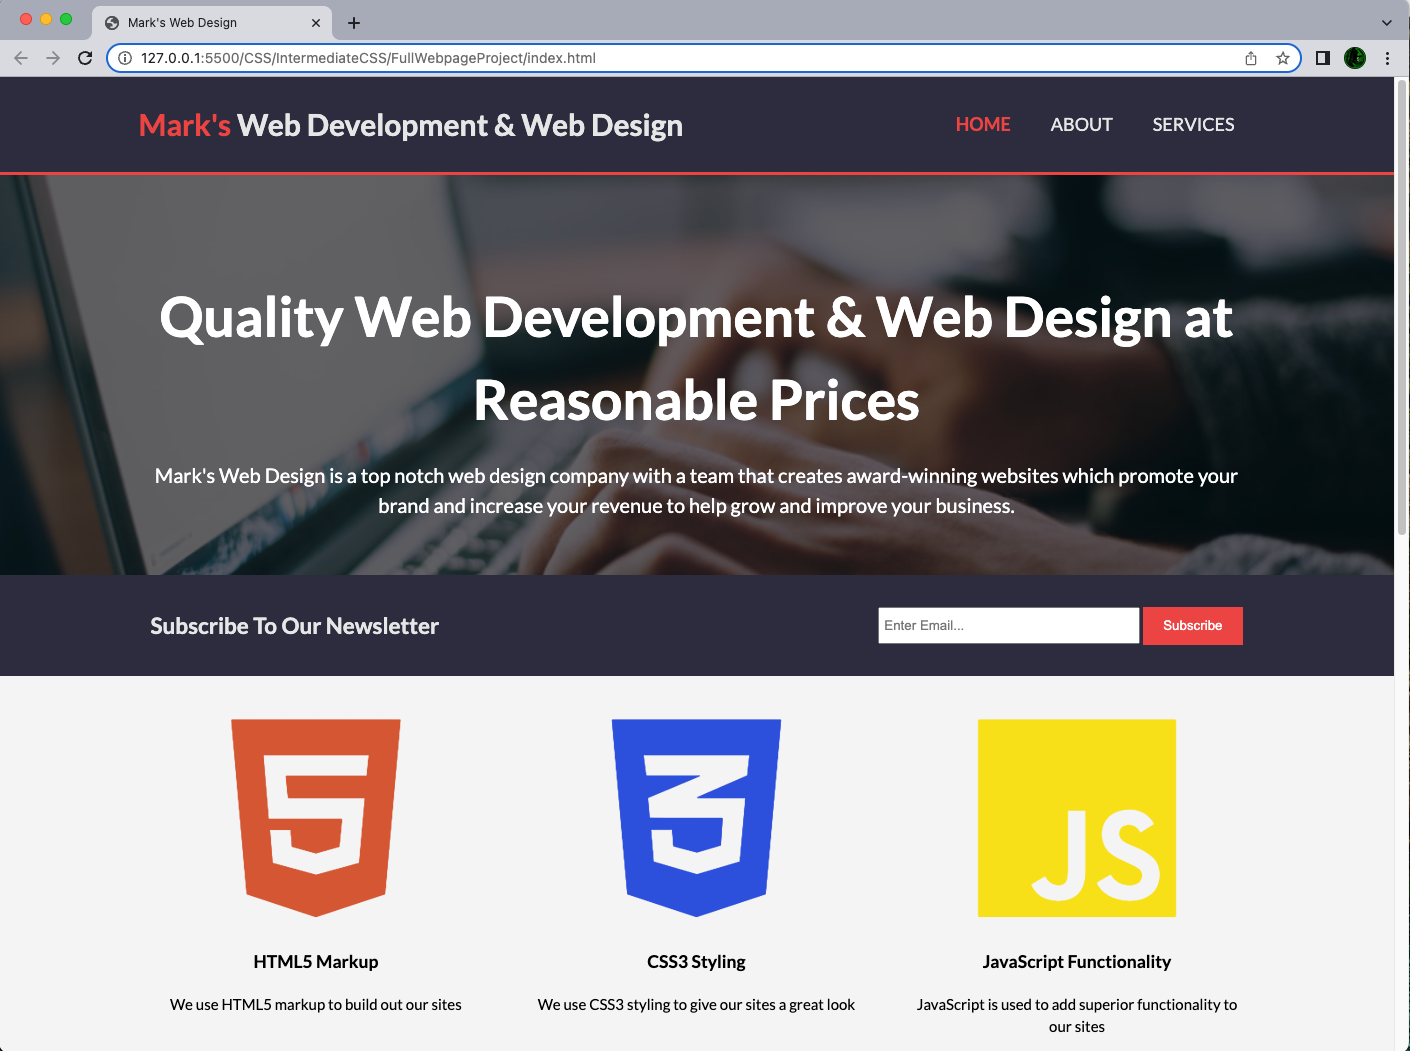 Mark's Web Design
127.0.0.1:5500/CSS/IntermediateCSS/FullWebpageProject/index.html
Mark's Web Development & Web Design
HOME ABOUT SERVICES
Quality Web Development & Web Design at
Reasonable Prices
Mark's Web Design is a top notch web design company with a team that creates award-winning websites which promote your
brand and increase your revenue to help grow and improve your business.
Subscribe To Our Newsletter
Enter Email...
Subscribe
5
3
JS
HTML5 Markup
We use HTML5 markup to build out our sites
CSS3 Styling
We use CSS3 styling to give our sites a great look
JavaScript Functionality
JavaScript is used to add superior functionality to
our sites